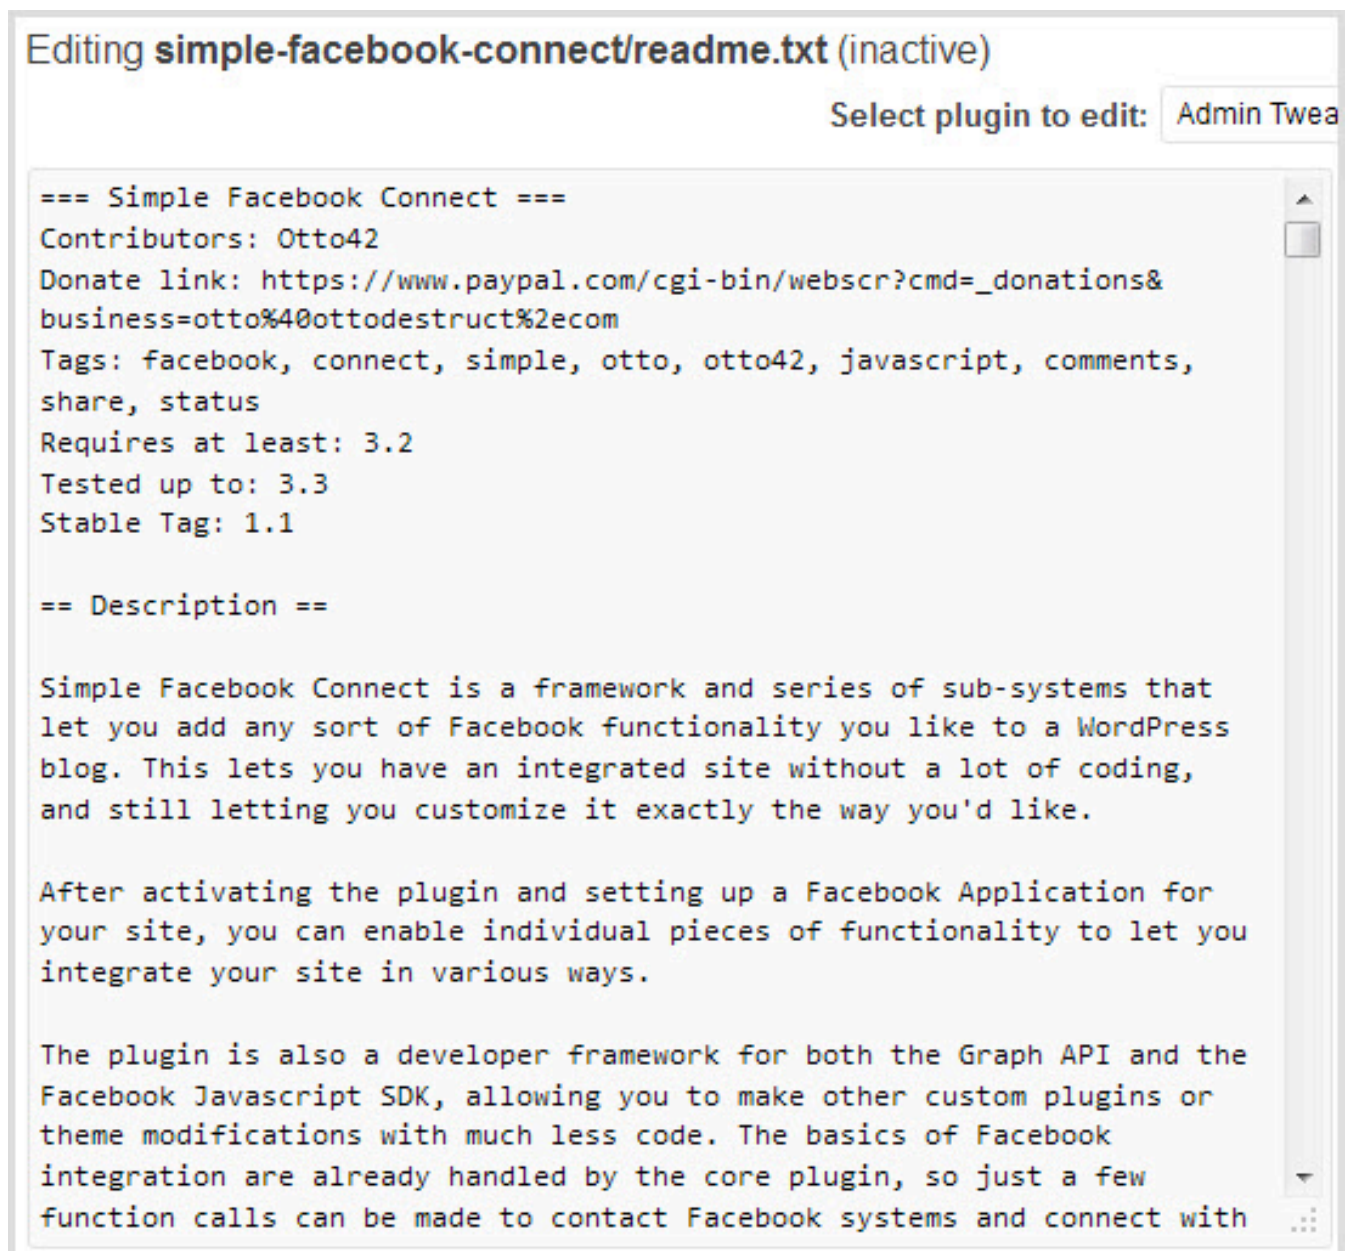 Editing simple-facebook-connect/readme.txt (inactive)
Select plugin to edit: Admin Twea
=== Simple Facebook Connect ===
Contributors: Otto42
Donate link: https://www.paypal.com/cgi-bin/webscr?cmd=_donations&
business=otto%40ottodestruct%2ecom
Tags: facebook, connect, simple, otto, otto42, javascript, comments,
share, status
Requires at least: 3.2
Tested up to: 3.3
Stable Tag: 1.1
== Description ==
Simple Facebook Connect is a framework and series of sub-systems that
let you add any sort of Facebook functionality you like to a WordPress
blog. This lets you have an integrated site without a lot of coding,
and still letting you customize it exactly the way you'd like.
After activating the plugin and setting up a Facebook Application for
your site, you can enable individual pieces of functionality to let you
integrate your site in various ways.
The plugin is also a developer framework for both the Graph API and the
Facebook Javascript SDK, allowing you to make other custom plugins or
theme modifications with much less code. The basics of Facebook
integration are already handled by the core plugin, so just a few
function calls can be made to contact Facebook systems and connect with